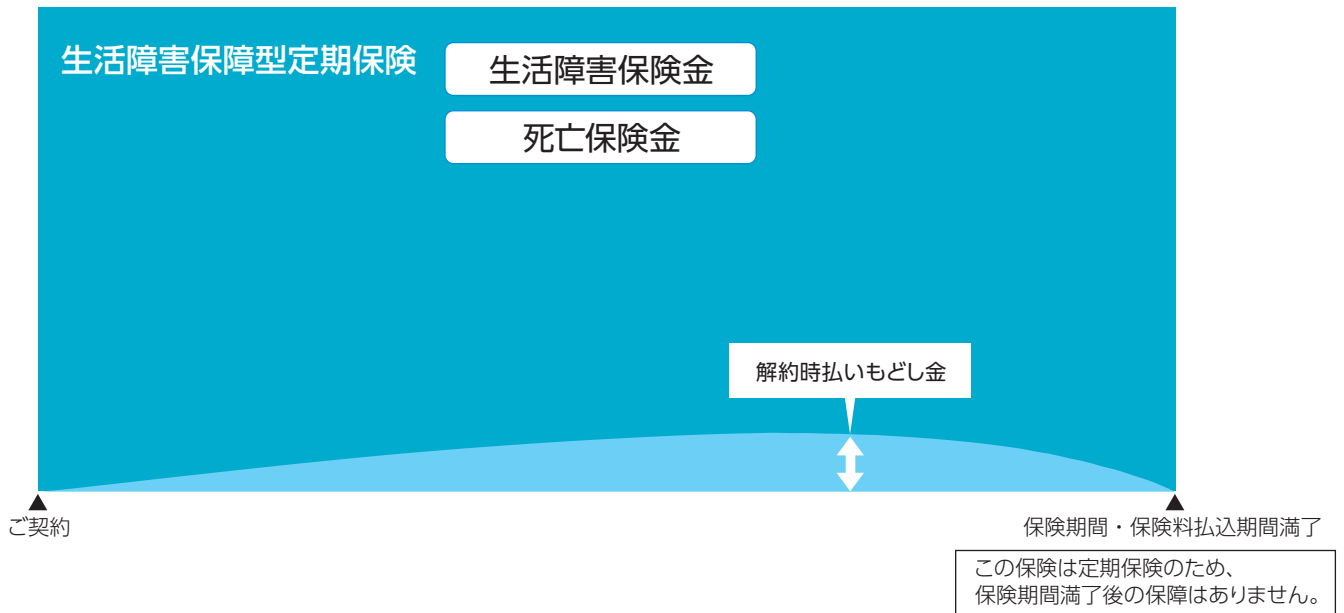 生活障害保障型定期保険
生活障害保険金
死亡保険金
解約時払いもどし金
▲
ご契約
▲
保険期間・保険料払込期間満了
この保険は定期保険のため、
保険期間満了後の保障はありません。